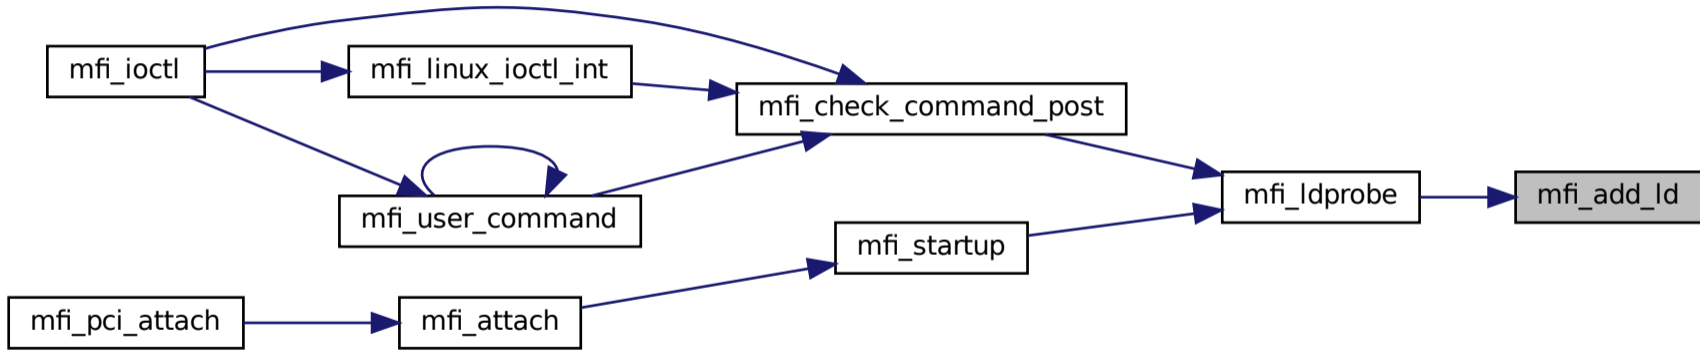 mfi_ioctl
mfi_linux_ioctl_int
mfi_check_command_post
mfi_user_command
mfi_ldprobe
mfi_add_ld
mfi_startup
mfi_pci_attach
mfi_attach